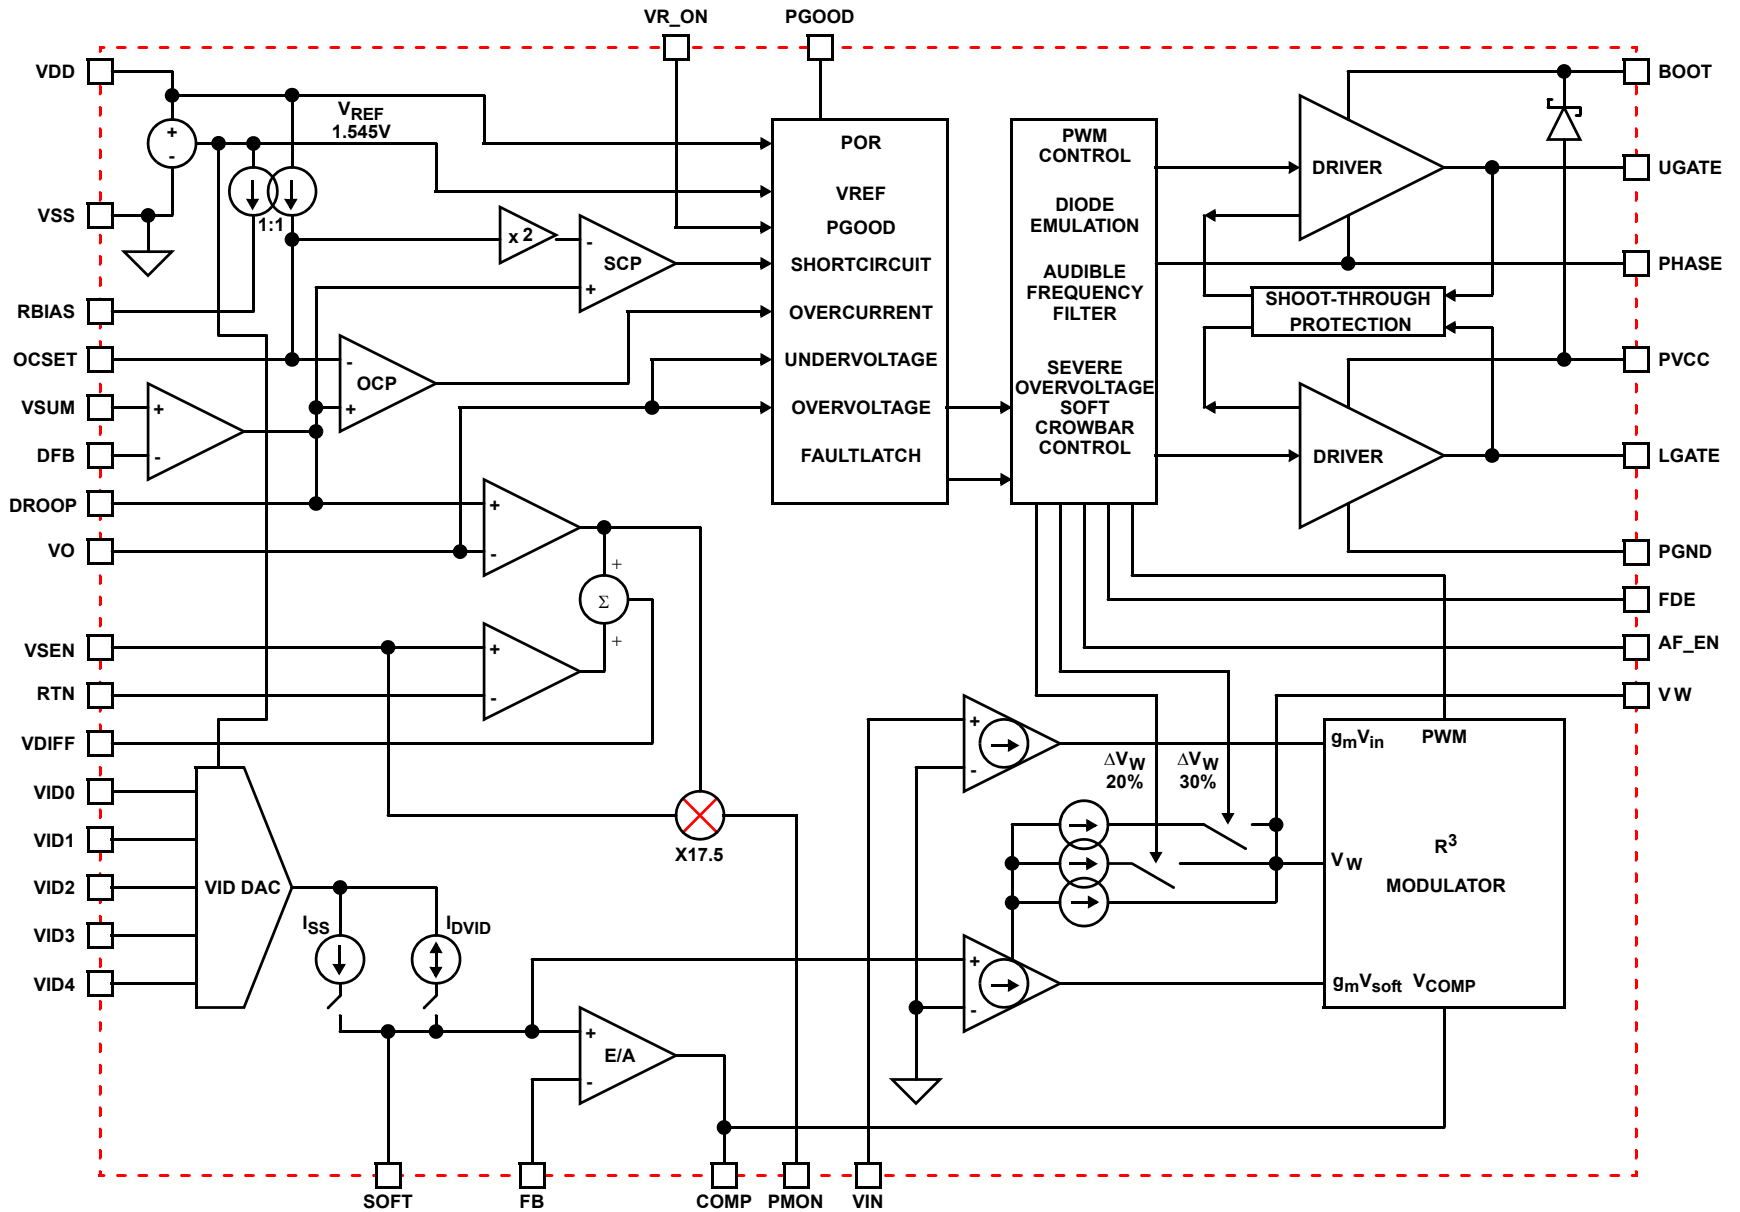 VR_ON
PGOOD
VDD
VSS
RBIAS
OCSET
VSUM
DFB
DROOP
VO
VSEN
RTN
VDIFF
VID0
VID1
VID2
VID3
VID4
+
-
VREF
1.545V
1:1
x 2
-
SCP
+
-
OCP
+
+
-
+
-
+
Σ
+
+
-
X17.5
VID DAC
ISS
IDVID
+
E/A
-
POR
VREF
PGOOD
SHORTCIRCUIT
OVERCURRENT
UNDERVOLTAGE
OVERVOLTAGE
FAULTLATCH
PWM
CONTROL
DIODE
EMULATION
AUDIBLE
FREQUENCY
FILTER
SEVERE
OVERVOLTAGE
SOFT
CROWBAR
CONTROL
DRIVER
SHOOT-THROUGH
PROTECTION
DRIVER
BOOT
UGATE
PHASE
PVCC
LGATE
PGND
FDE
AF_EN
VW
+
-
ΔVW
20%
ΔVW
30%
+
-
gmVin
PWM
VW
R3
MODULATOR
gmVsoft
VCOMP
SOFT
FB
COMP
PMON
VIN